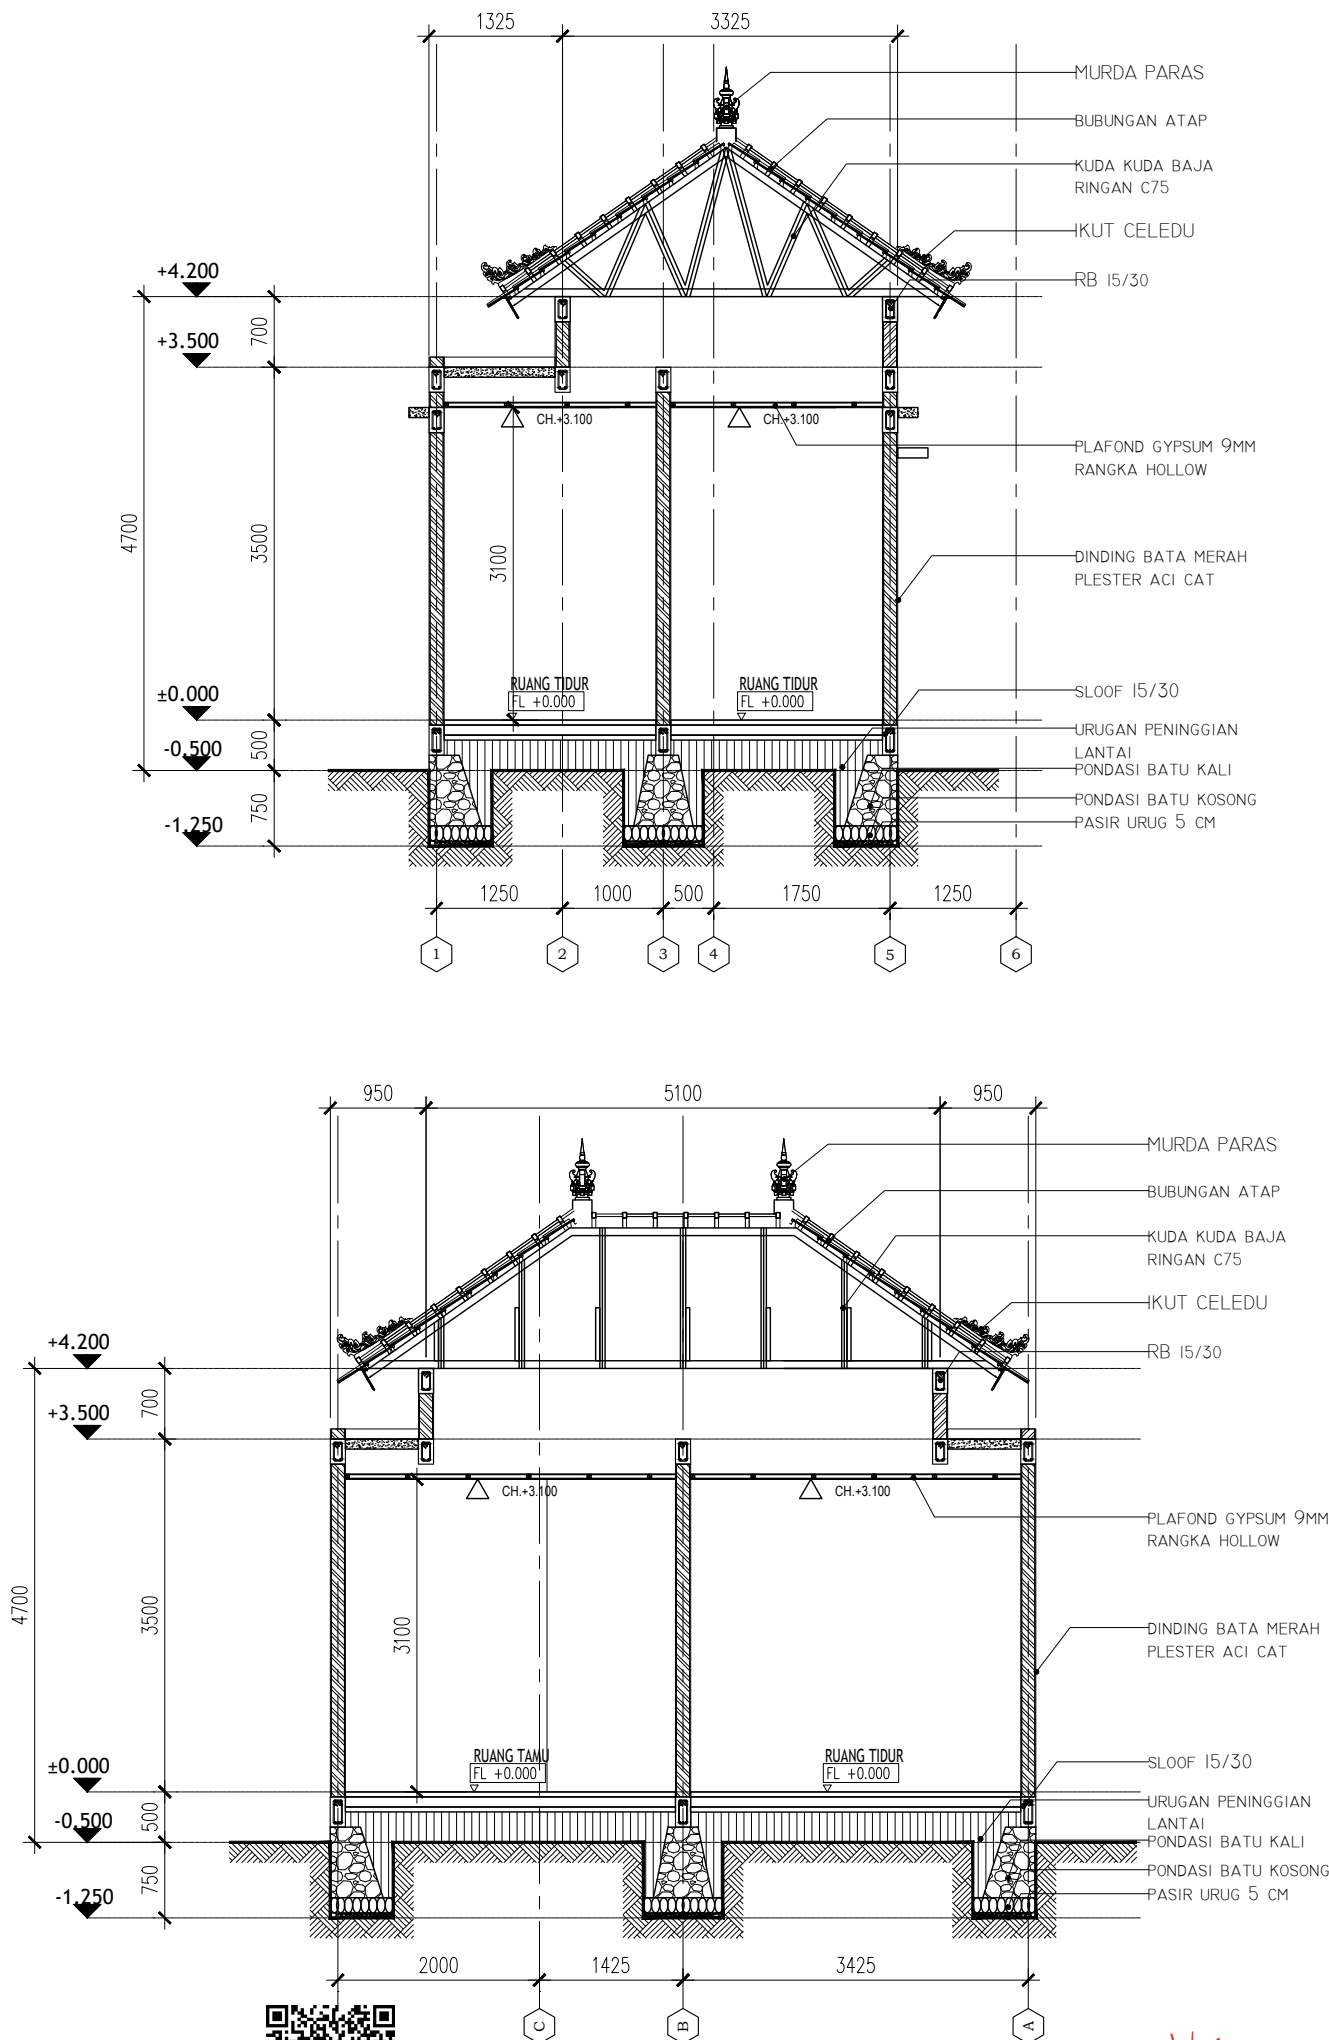 1325
3325
MURDA PARAS
BUBUNGAN ATAP
KUDA KUDA BAJA
RINGAN C75
IKUT CELEDU
RB 15/30
+4.200
700
+3.500
CH.+3.100
CH.+3.100
PLAFOND GYPSUM 9MM
RANGKA HOLLOW
4700
3500
3100
DINDING BATA MERAH
PLESTER ACI CAT
RUANG TIDUR
FL +0.000
RUANG TIDUR
FL +0.000
±0.000
SLOOF 15/30
500
URUGAN PENINGGIAN
LANTAI
-0.500
PONDASI BATU KALI
750
PONDASI BATU KOSONG
PASIR URUG 5 CM
-1.250
1250
1000
500
1750
1250
1
2
3
4
5
6
950
5100
950
MURDA PARAS
BUBUNGAN ATAP
KUDA KUDA BAJA
RINGAN C75
IKUT CELEDU
RB 15/30
+4.200
700
+3.500
CH.+3.100
CH.+3.100
PLAFOND GYPSUM 9MM
RANGKA HOLLOW
4700
3500
3100
DINDING BATA MERAH
PLESTER ACI CAT
RUANG TAMU
FL +0.000
RUANG TIDUR
FL +0.000
±0.000
SLOOF 15/30
500
URUGAN PENINGGIAN
LANTAI
-0.500
PONDASI BATU KALI
750
PONDASI BATU KOSONG
PASIR URUG 5 CM
-1.250
2000
1425
3425
C
B
A